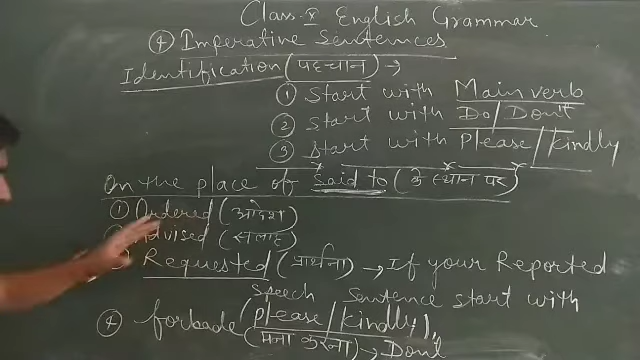 Class-X English Grammar
④ Imperative Sentences
Identification (पहचान) →
① Start with Main verb
② Start with Do/Don't
③ Start with Please/kindly
On the place of Said to (के स्थान पर)
① Ordered (आदेश)
Advised (सलाह)
Requested (प्रार्थना) → If your Reported
Speech Sentence start with
④ forbade (please/kindly),
(मना करना) → Don't